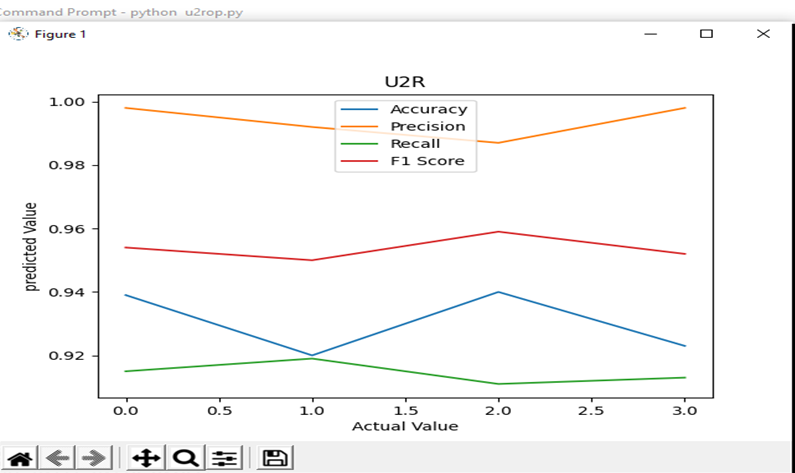 Command Prompt - python u2rop.py
Figure 1
U2R
Accuracy
Precision
Recall
F1 Score
1.00
0.98
0.96
0.94
0.92
predicted Value
0.0 0.5 1.0 1.5 2.0 2.5 3.0
Actual Value